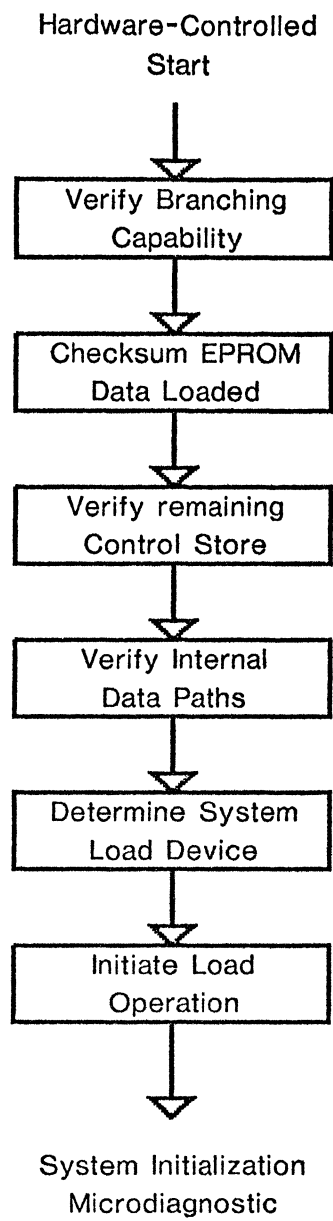 Hardware-Controlled
Start
Verify Branching
Capability
Checksum EPROM
Data Loaded
Verify remaining
Control Store
Verify Internal
Data Paths
Determine System
Load Device
Initiate Load
Operation
System Initialization
Microdiagnostic